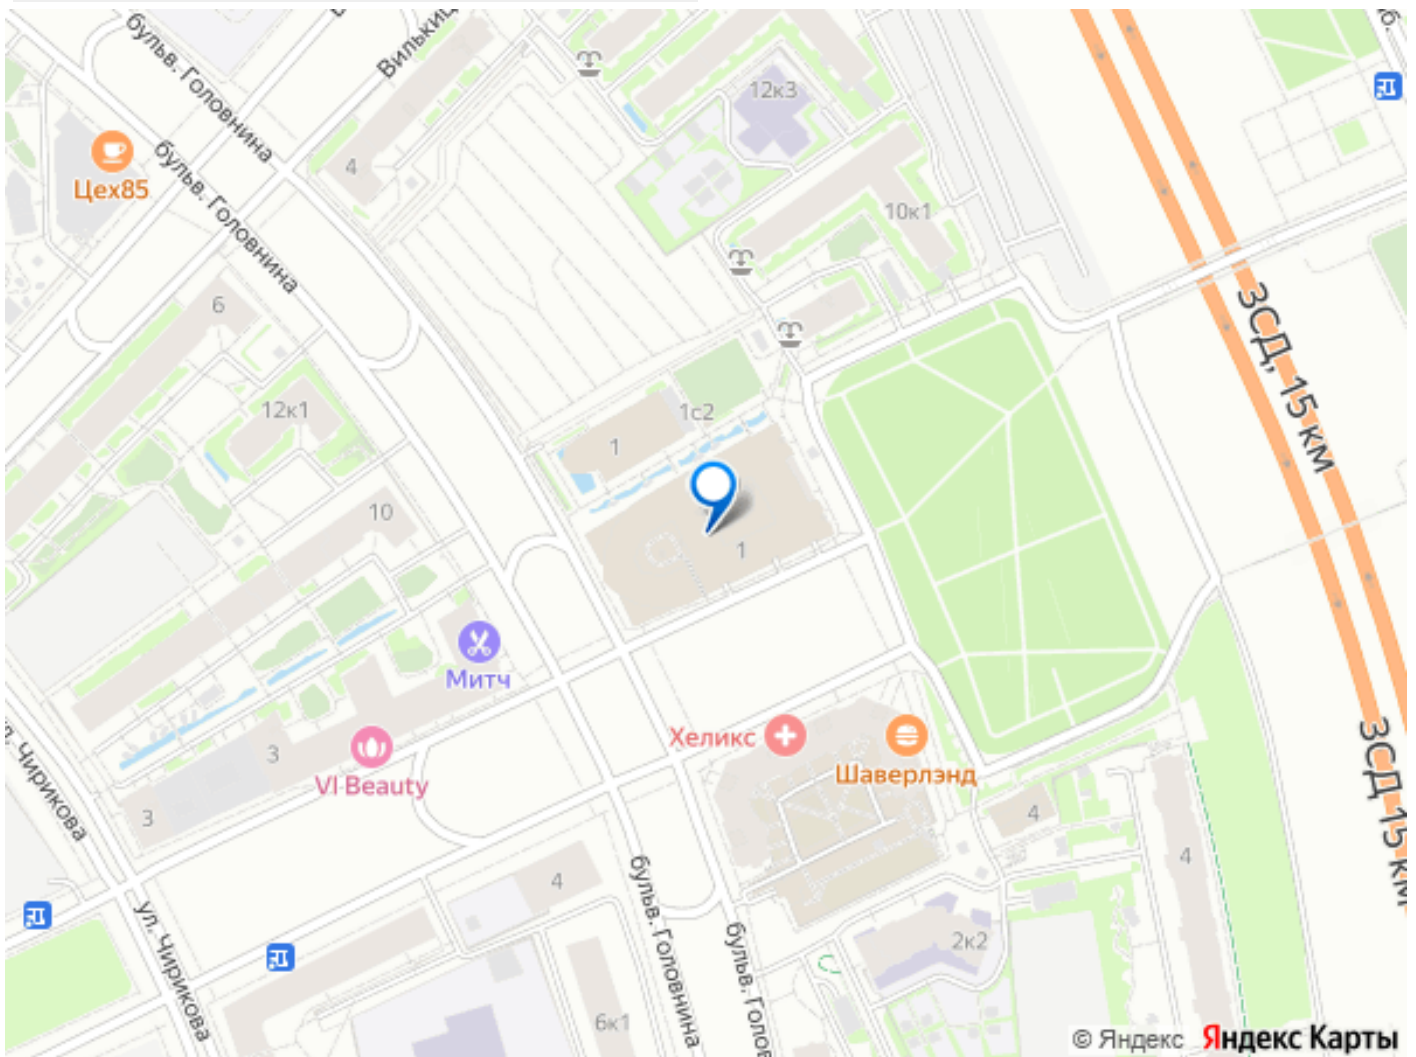 бульв. Головнина
Вилькиц
12к3
4
Цех85
бульв. Головнина
10к1
6
ЗСД, 15 км
12к1
1с2
1
10
1
Митч
Хеликс
3
VI Beauty
Шаверлэнд
ЗСД 15 км
3
4
4
л. Чирикова
4
ул. Чирикова
бульв. Головнина
бульв. Голов
2к2
6к1
© Яндекс Яндекс Карты